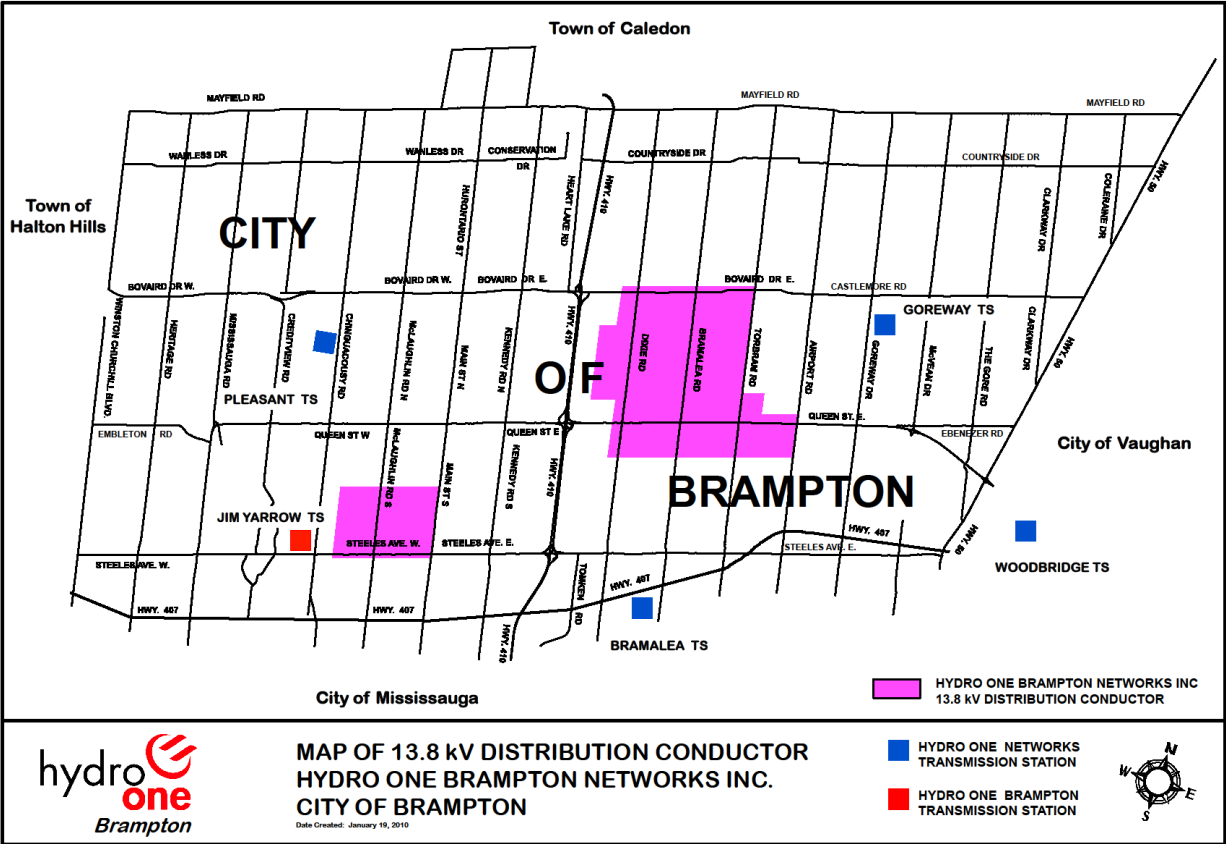 Town of Caledon
MAYFIELD RD
MAYFIELD RD
MAYFIELD RD
WANLESS DR
WANLESS DR
CONSERVATION
DR
COUNTRYSIDE DR
COUNTRYSIDE DR
HURONTARIO ST
HEART LAKE RD
HWY. 410
CLARKWAY DR
COLERAINE DR
HWY. 50
Town of
Halton Hills
CITY
BOVAIRD DR W.
BOVAIRD DR W.
BOVAIRD DR E.
BOVAIRD DR E.
CASTLEMORE RD
WINSTON CHURCHILL BLVD.
HERITAGE RD
MISSISSAUGA RD
CREDITVIEW RD
CHINGUACOUSY RD
McLAUGHLIN RD N
MAIN ST N
KENNEDY RD N
HWY. 410
DIXIE RD
BRAMALEA RD
TORBRAM RD
AIRPORT RD
GOREWAY DR
McVEAN DR
THE GORE RD
CLARKWAY DR
HWY. 50
GOREWAY TS
PLEASANT TS
OF
EMBLETON RD
QUEEN ST W
QUEEN ST E
QUEEN ST. E.
EBENEZER RD
City of Vaughan
McLAUGHLIN RD S
MAIN ST S
KENNEDY RD S
HWY. 410
BRAMPTON
JIM YARROW TS
STEELES AVE. W.
STEELES AVE. W.
STEELES AVE. E.
STEELES AVE. E.
HWY. 407
HWY. 50
WOODBRIDGE TS
HWY. 407
HWY. 407
HWY. 407
HWY. 410
TOMKEN RD
BRAMALEA TS
City of Mississauga
HYDRO ONE BRAMPTON NETWORKS INC
13.8 kV DISTRIBUTION CONDUCTOR
hydro
one
Brampton
MAP OF 13.8 kV DISTRIBUTION CONDUCTOR
HYDRO ONE BRAMPTON NETWORKS INC.
CITY OF BRAMPTON
Date Created: January 19, 2010
HYDRO ONE NETWORKS
TRANSMISSION STATION
HYDRO ONE BRAMPTON
TRANSMISSION STATION
N
W
E
S